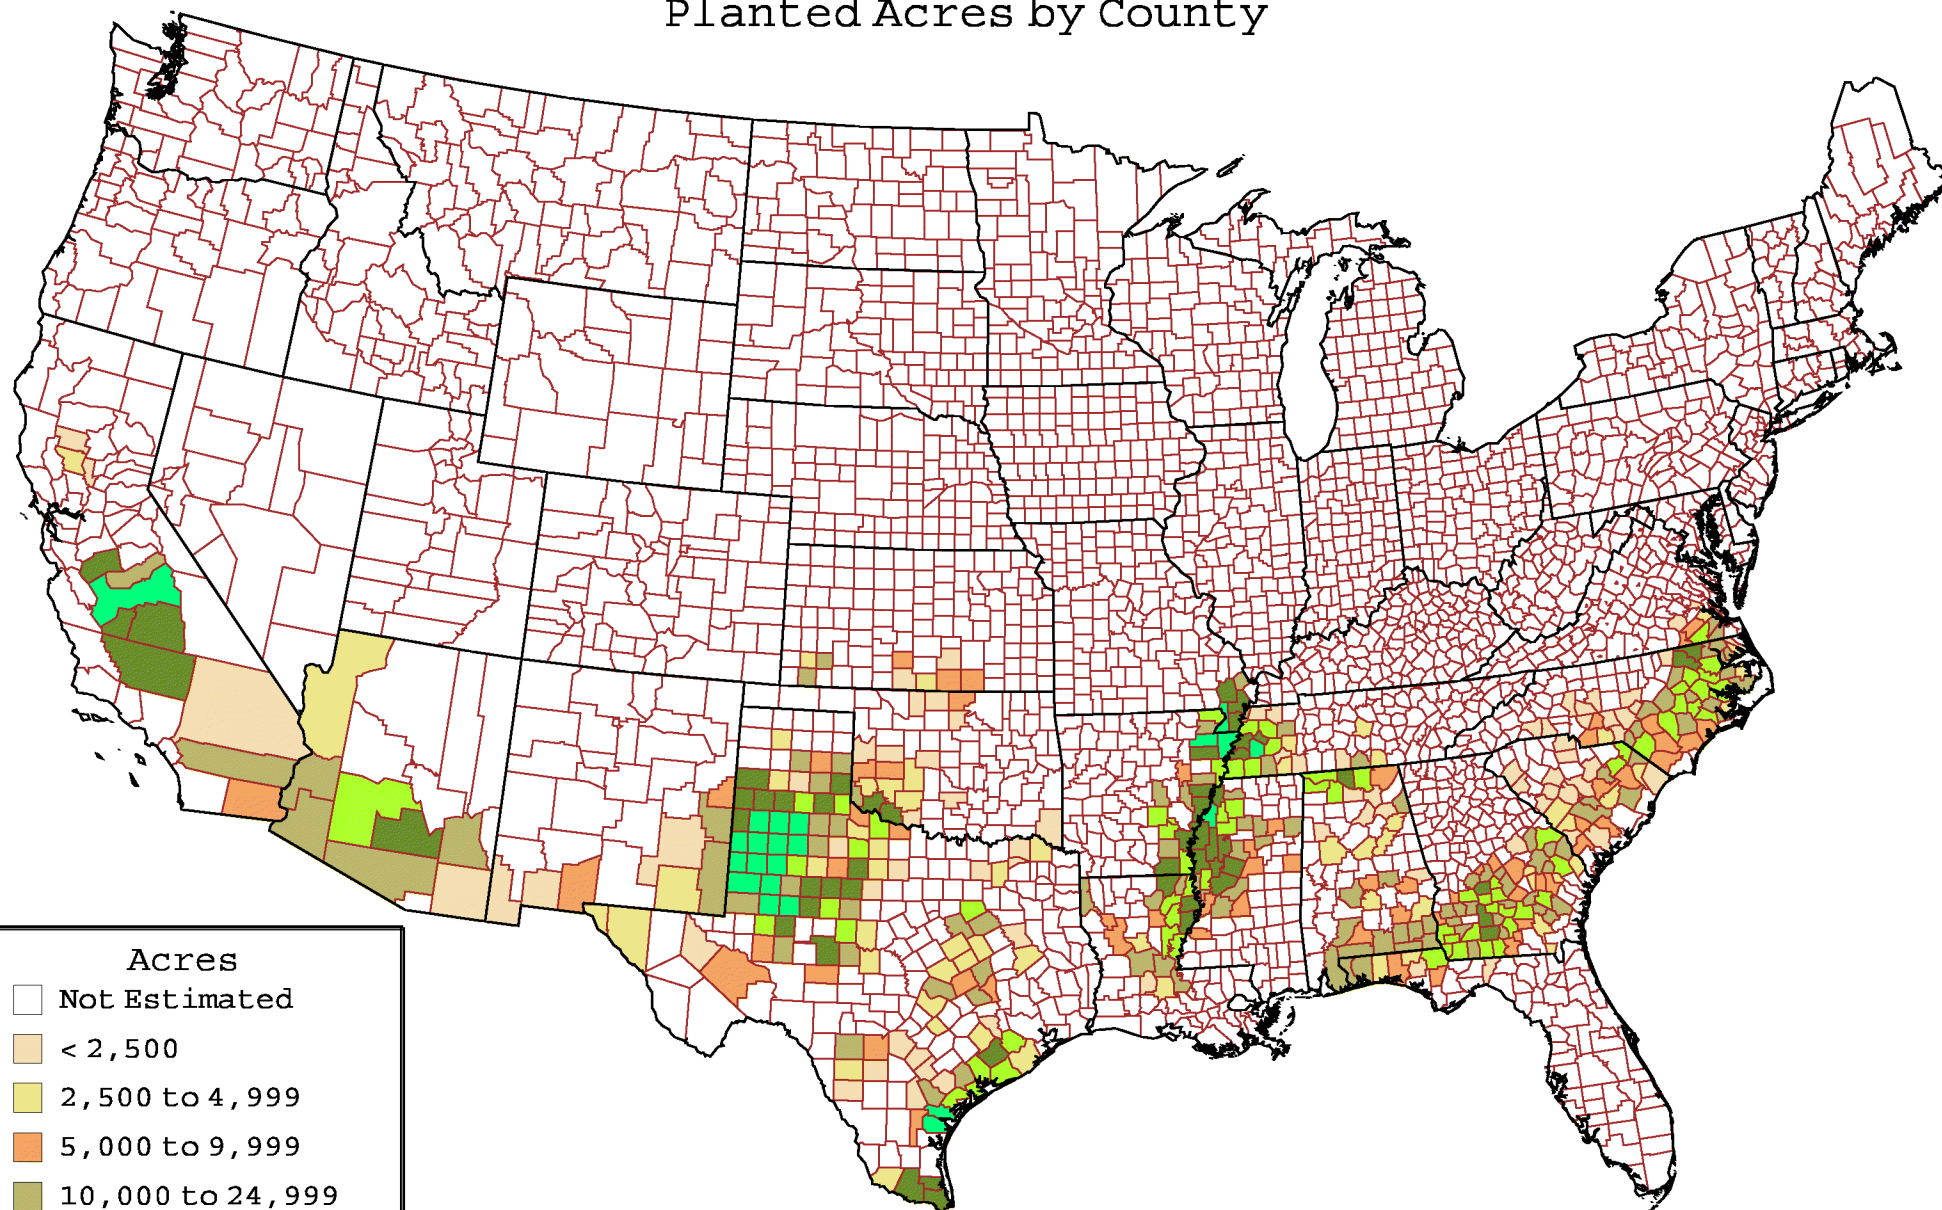 Planted Acres by County
Acres
Not Estimated
< 2,500
2,500 to 4,999
5,000 to 9,999
10,000 to 24,999